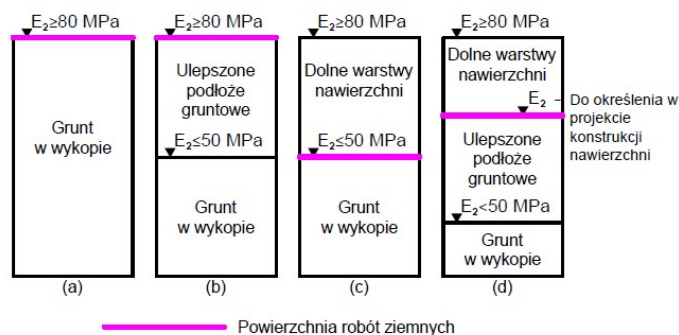 E₂≥80 MPa
Grunt
w wykopie
(a)
E₂≥80 MPa
Ulepszone
podłoże
gruntowe
E₂≤50 MPa
Grunt
w wykopie
(b)
E₂≥80 MPa
Dolne warstwy
nawierzchni
E₂≤50 MPa
Grunt
w wykopie
(c)
E₂≥80 MPa
Dolne warstwy
nawierzchni
E₂ – Do określenia w
projekcie
konstrukcji
nawierzchni
Ulepszone
podłoże
gruntowe
E₂<50 MPa
Grunt
w wykopie
(d)
Powierzchnia robót ziemnych